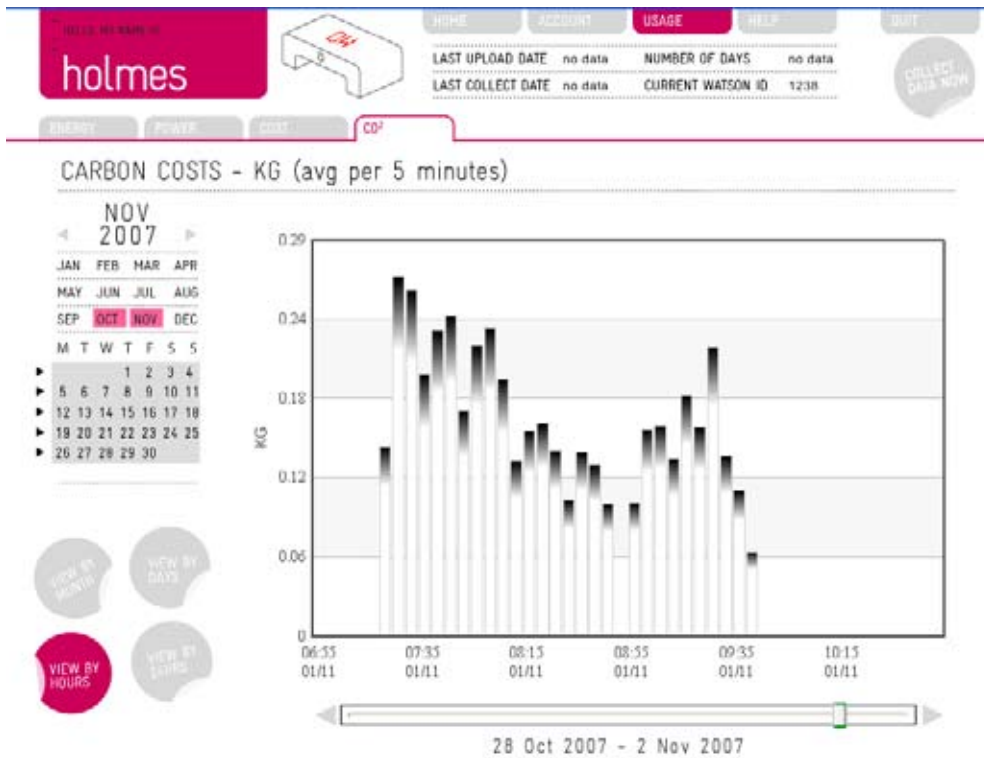 HELLO MY NAME IS
holmes
HOME ACCOUNT USAGE HELP QUIT
LAST UPLOAD DATE no data NUMBER OF DAYS no data
LAST COLLECT DATE no data CURRENT WATSON ID 1238
COLLECT
DATA NOW
ENERGY POWER COST CO²
CARBON COSTS - KG (avg per 5 minutes)
NOV
2007
JAN FEB MAR APR
MAY JUN JUL AUG
SEP OCT NOV DEC
M T W T F S S
1 2 3 4
5 6 7 8 9 10 11
12 13 14 15 16 17 18
19 20 21 22 23 24 25
26 27 28 29 30
VIEW BY
MONTH
VIEW BY
DAYS
VIEW BY
HOURS
VIEW BY
0.29
0.24
0.18
0.12
0.06
0
KG
06:55 07:35 08:15 08:55 09:35 10:15
01/11 01/11 01/11 01/11 01/11 01/11
28 Oct 2007 - 2 Nov 2007